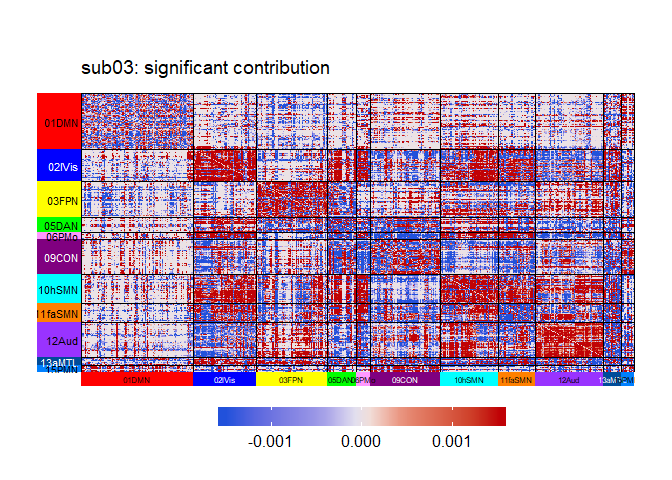 sub03: significant contribution
01DMN
02lVis
03FPN
05DAN
06PMo
09CON
10hSMN
11faSMN
12Aud
13aMTL
01DMN 02lVis 03FPN 05DAN 09CON 10hSMN 11faSMN 12Aud
-0.001 0.000 0.001